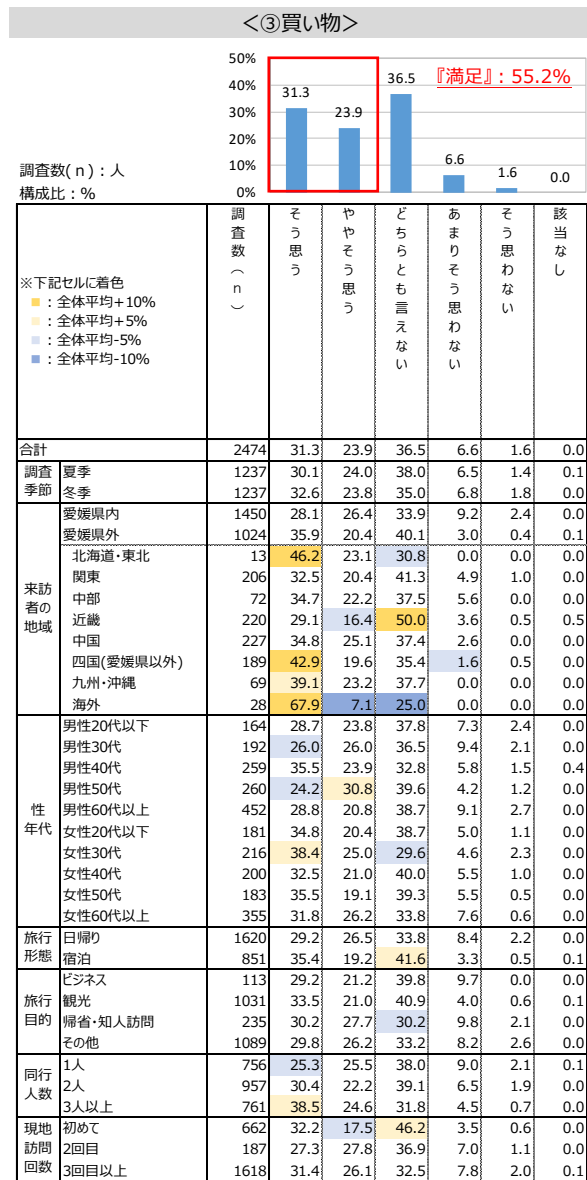 ＜③買い物＞
50%
40%
30%
20%
10%
0%
31.3
23.9
36.5
6.6
1.6
0.0
『満足』：55.2%
調査数(ｎ)：人
構成比：%
※下記セルに着色
■：全体平均+10%
■：全体平均+5%
■：全体平均-5%
■：全体平均-10%
調査数（ｎ）
そう思う
ややそう思う
どちらとも言えない
あまりそう思わない
そう思わない
該当なし
合計 2474 31.3 23.9 36.5 6.6 1.6 0.0
調査季節
夏季 1237 30.1 24.0 38.0 6.5 1.4 0.1
冬季 1237 32.6 23.8 35.0 6.8 1.8 0.0
来訪者の地域
愛媛県内 1450 28.1 26.4 33.9 9.2 2.4 0.0
愛媛県外 1024 35.9 20.4 40.1 3.0 0.4 0.1
北海道・東北 13 46.2 23.1 30.8 0.0 0.0 0.0
関東 206 32.5 20.4 41.3 4.9 1.0 0.0
中部 72 34.7 22.2 37.5 5.6 0.0 0.0
近畿 220 29.1 16.4 50.0 3.6 0.5 0.5
中国 227 34.8 25.1 37.4 2.6 0.0 0.0
四国(愛媛県以外) 189 42.9 19.6 35.4 1.6 0.5 0.0
九州・沖縄 69 39.1 23.2 37.7 0.0 0.0 0.0
海外 28 67.9 7.1 25.0 0.0 0.0 0.0
性年代
男性20代以下 164 28.7 23.8 37.8 7.3 2.4 0.0
男性30代 192 26.0 26.0 36.5 9.4 2.1 0.0
男性40代 259 35.5 23.9 32.8 5.8 1.5 0.4
男性50代 260 24.2 30.8 39.6 4.2 1.2 0.0
男性60代以上 452 28.8 20.8 38.7 9.1 2.7 0.0
女性20代以下 181 34.8 20.4 38.7 5.0 1.1 0.0
女性30代 216 38.4 25.0 29.6 4.6 2.3 0.0
女性40代 200 32.5 21.0 40.0 5.5 1.0 0.0
女性50代 183 35.5 19.1 39.3 5.5 0.5 0.0
女性60代以上 355 31.8 26.2 33.8 7.6 0.6 0.0
旅行形態
日帰り 1620 29.2 26.5 33.8 8.4 2.2 0.0
宿泊 851 35.4 19.2 41.6 3.3 0.5 0.1
旅行目的
ビジネス 113 29.2 21.2 39.8 9.7 0.0 0.0
観光 1031 33.5 21.0 40.9 4.0 0.6 0.1
帰省・知人訪問 235 30.2 27.7 30.2 9.8 2.1 0.0
その他 1089 29.8 26.2 33.2 8.2 2.6 0.0
同行人数
1人 756 25.3 25.5 38.0 9.0 2.1 0.1
2人 957 30.4 22.2 39.1 6.5 1.9 0.0
3人以上 761 38.5 24.6 31.8 4.5 0.7 0.0
現地訪問回数
初めて 662 32.2 17.5 46.2 3.5 0.6 0.0
2回目 187 27.3 27.8 36.9 7.0 1.1 0.0
3回目以上 1618 31.4 26.1 32.5 7.8 2.0 0.1